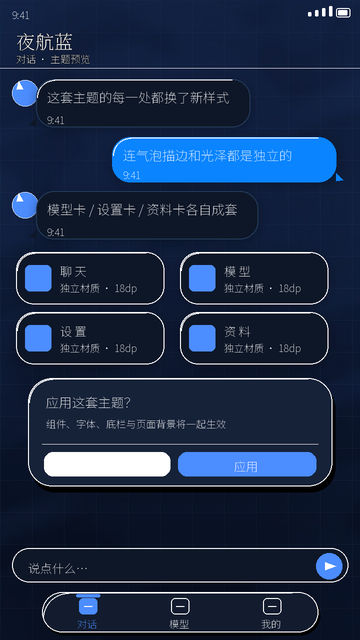 9:41
夜航蓝
对话 · 主题预览
这套主题的每一处都换了新样式
9:41
连气泡描边和光泽都是独立的
9:41
模型卡 / 设置卡 / 资料卡各自成套
9:41
聊天
独立材质 · 18dp
模型
独立材质 · 18dp
设置
独立材质 · 18dp
资料
独立材质 · 18dp
应用这套主题?
组件、字体、底栏与页面背景将一起生效
应用
说点什么…
对话
模型
我的